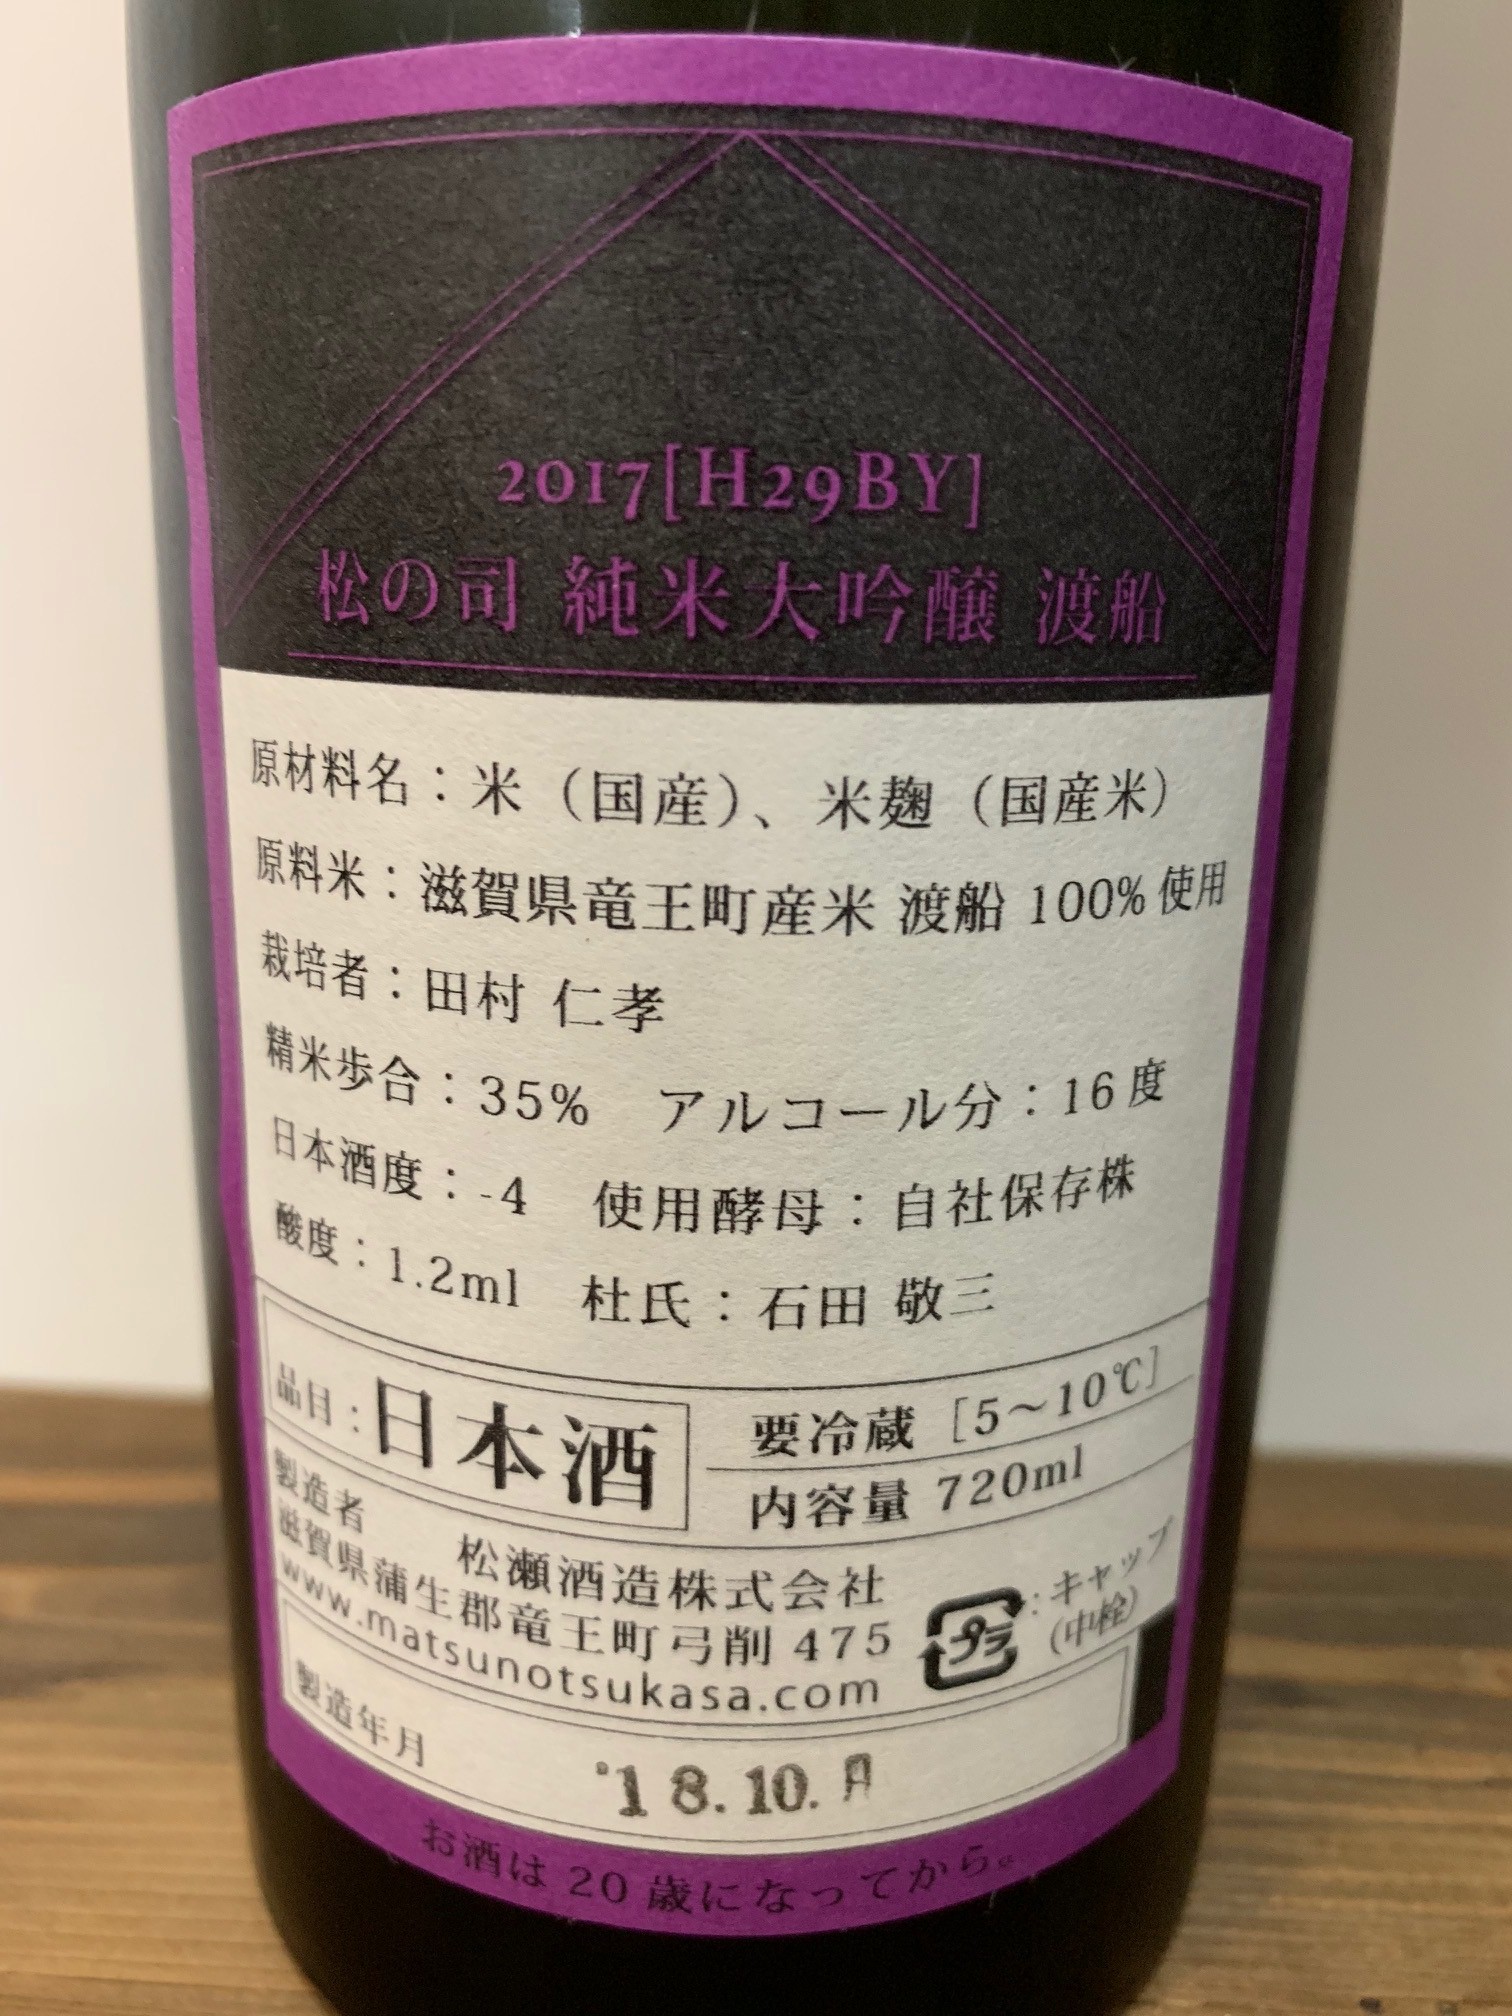 2017[H29BY]
松の司 純米大吟醸 渡船
原材料名：米（国産）、米麹（国産米）
原料米：滋賀県竜王町産米 渡船 100%使用
栽培者：田村 仁孝
精米歩合：35%　アルコール分：16度
日本酒度：-4　使用酵母：自社保存株
酸度：1.2ml　杜氏：石田 敬三
品目：日本酒
要冷蔵［5〜10℃］
内容量 720ml
製造者
松瀬酒造株式会社
滋賀県蒲生郡竜王町弓削 475
www.matsunotsukasa.com
プラ：キャップ
（中栓）
製造年月
'18.10.月
お酒は20歳になってから。